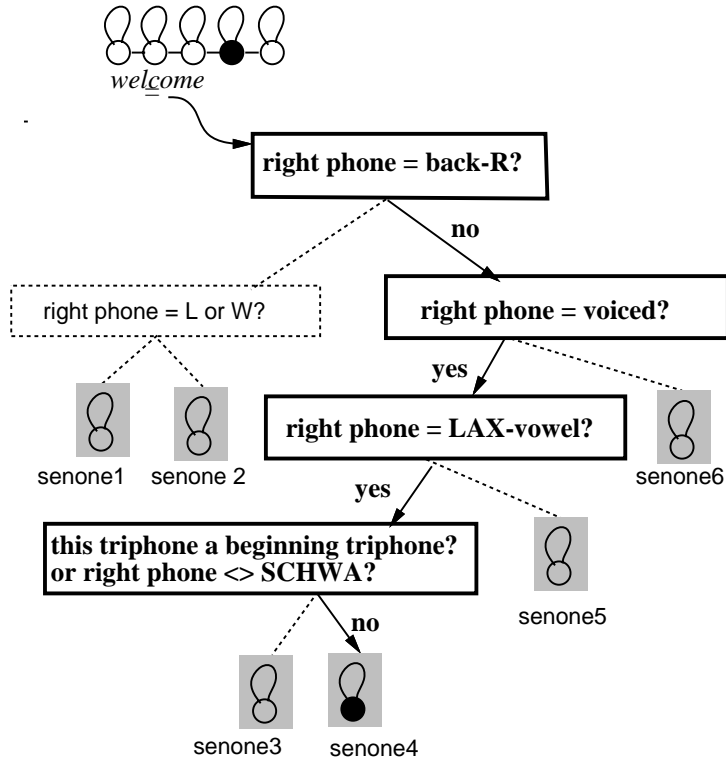 welcome
right phone = back-R?
no
right phone = L or W?
right phone = voiced?
yes
right phone = LAX-vowel?
senone1
senone 2
senone6
yes
this triphone a beginning triphone?
or right phone <> SCHWA?
senone5
no
senone3
senone4